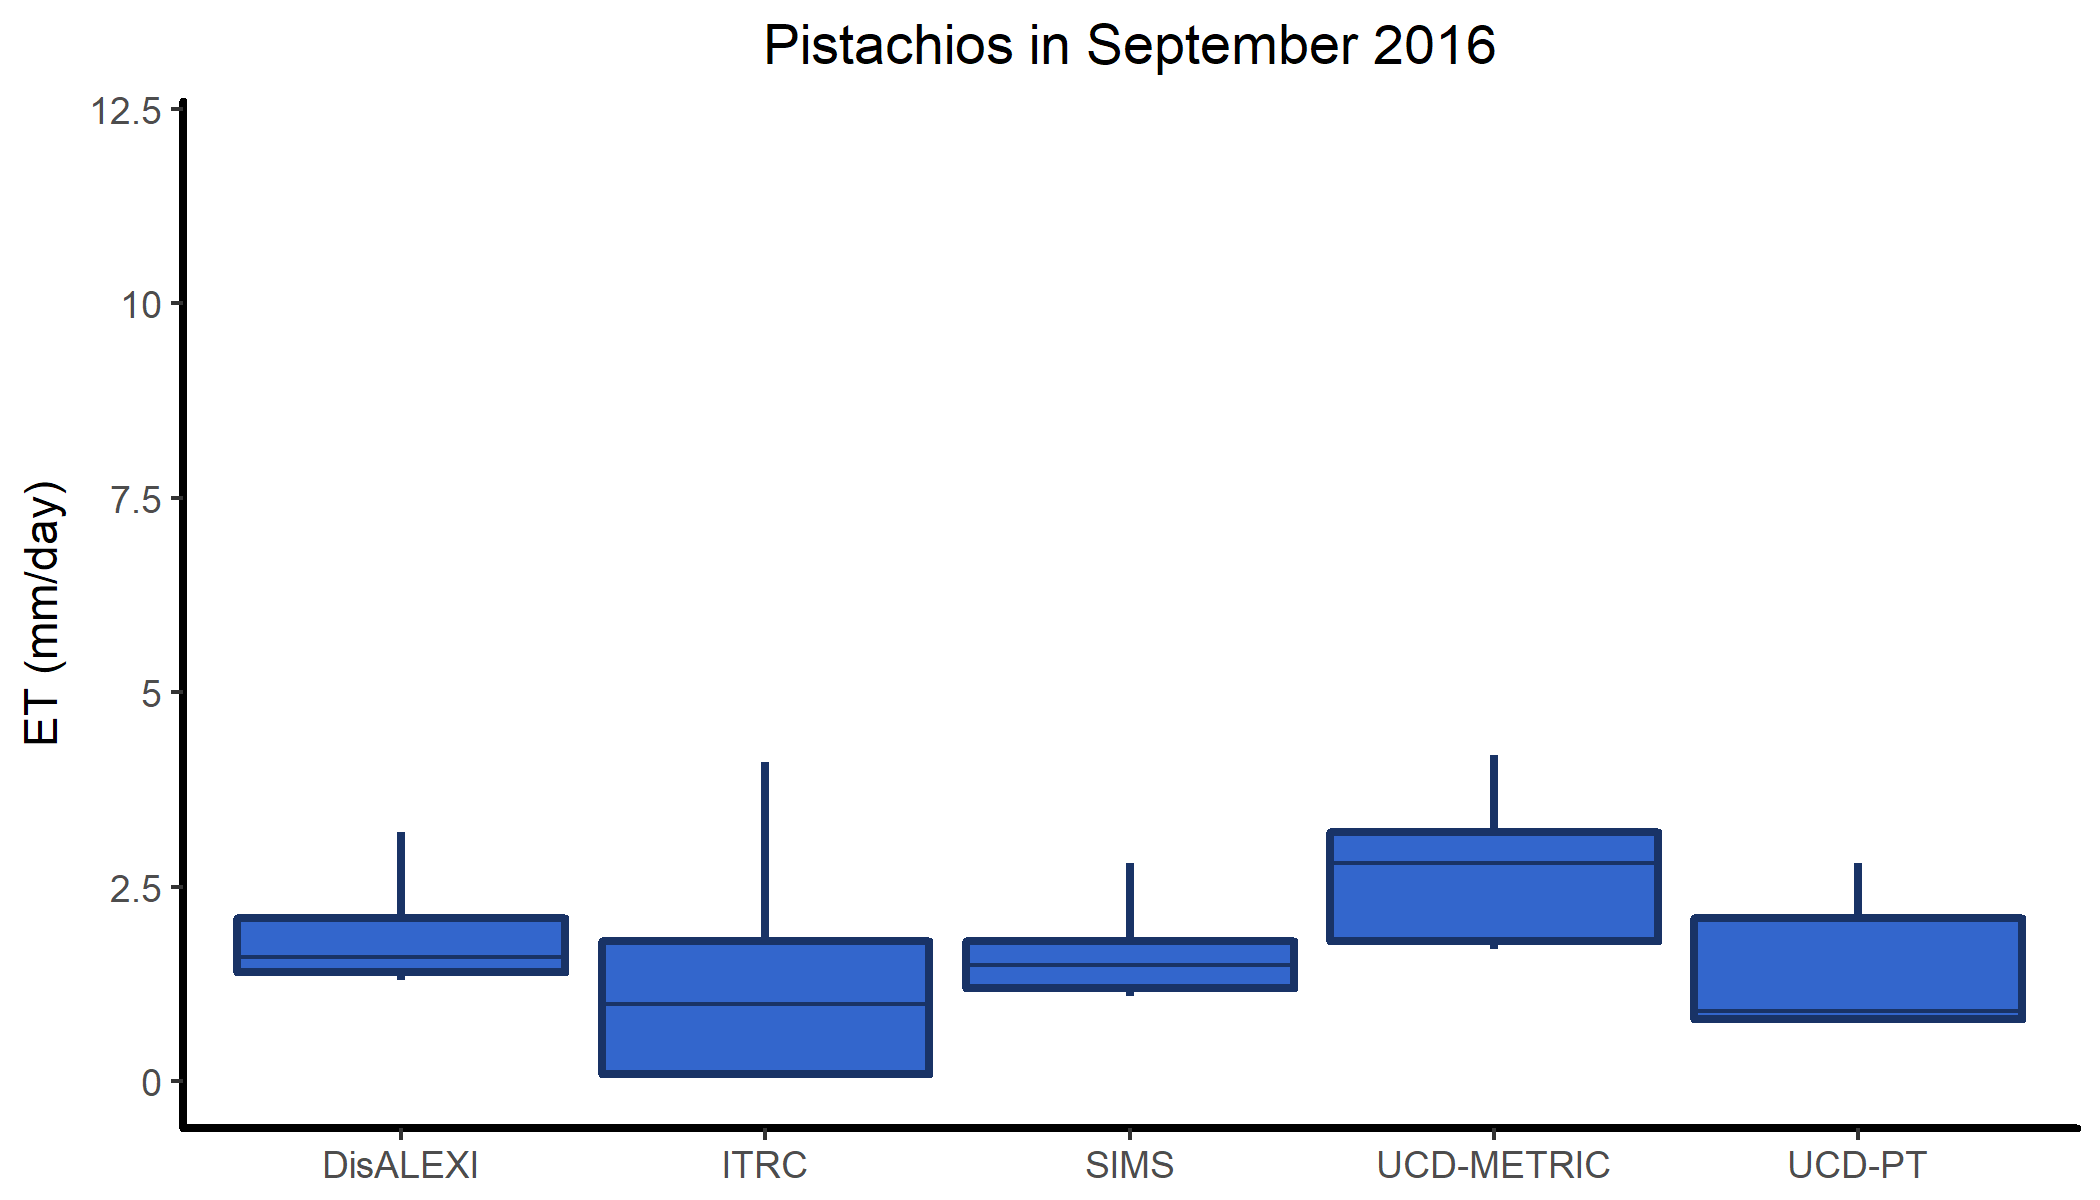 Pistachios in September 2016
12.5
10
7.5
5
2.5
0
ET (mm/day)
DisALEXI
ITRC
SIMS
UCD-METRIC
UCD-PT